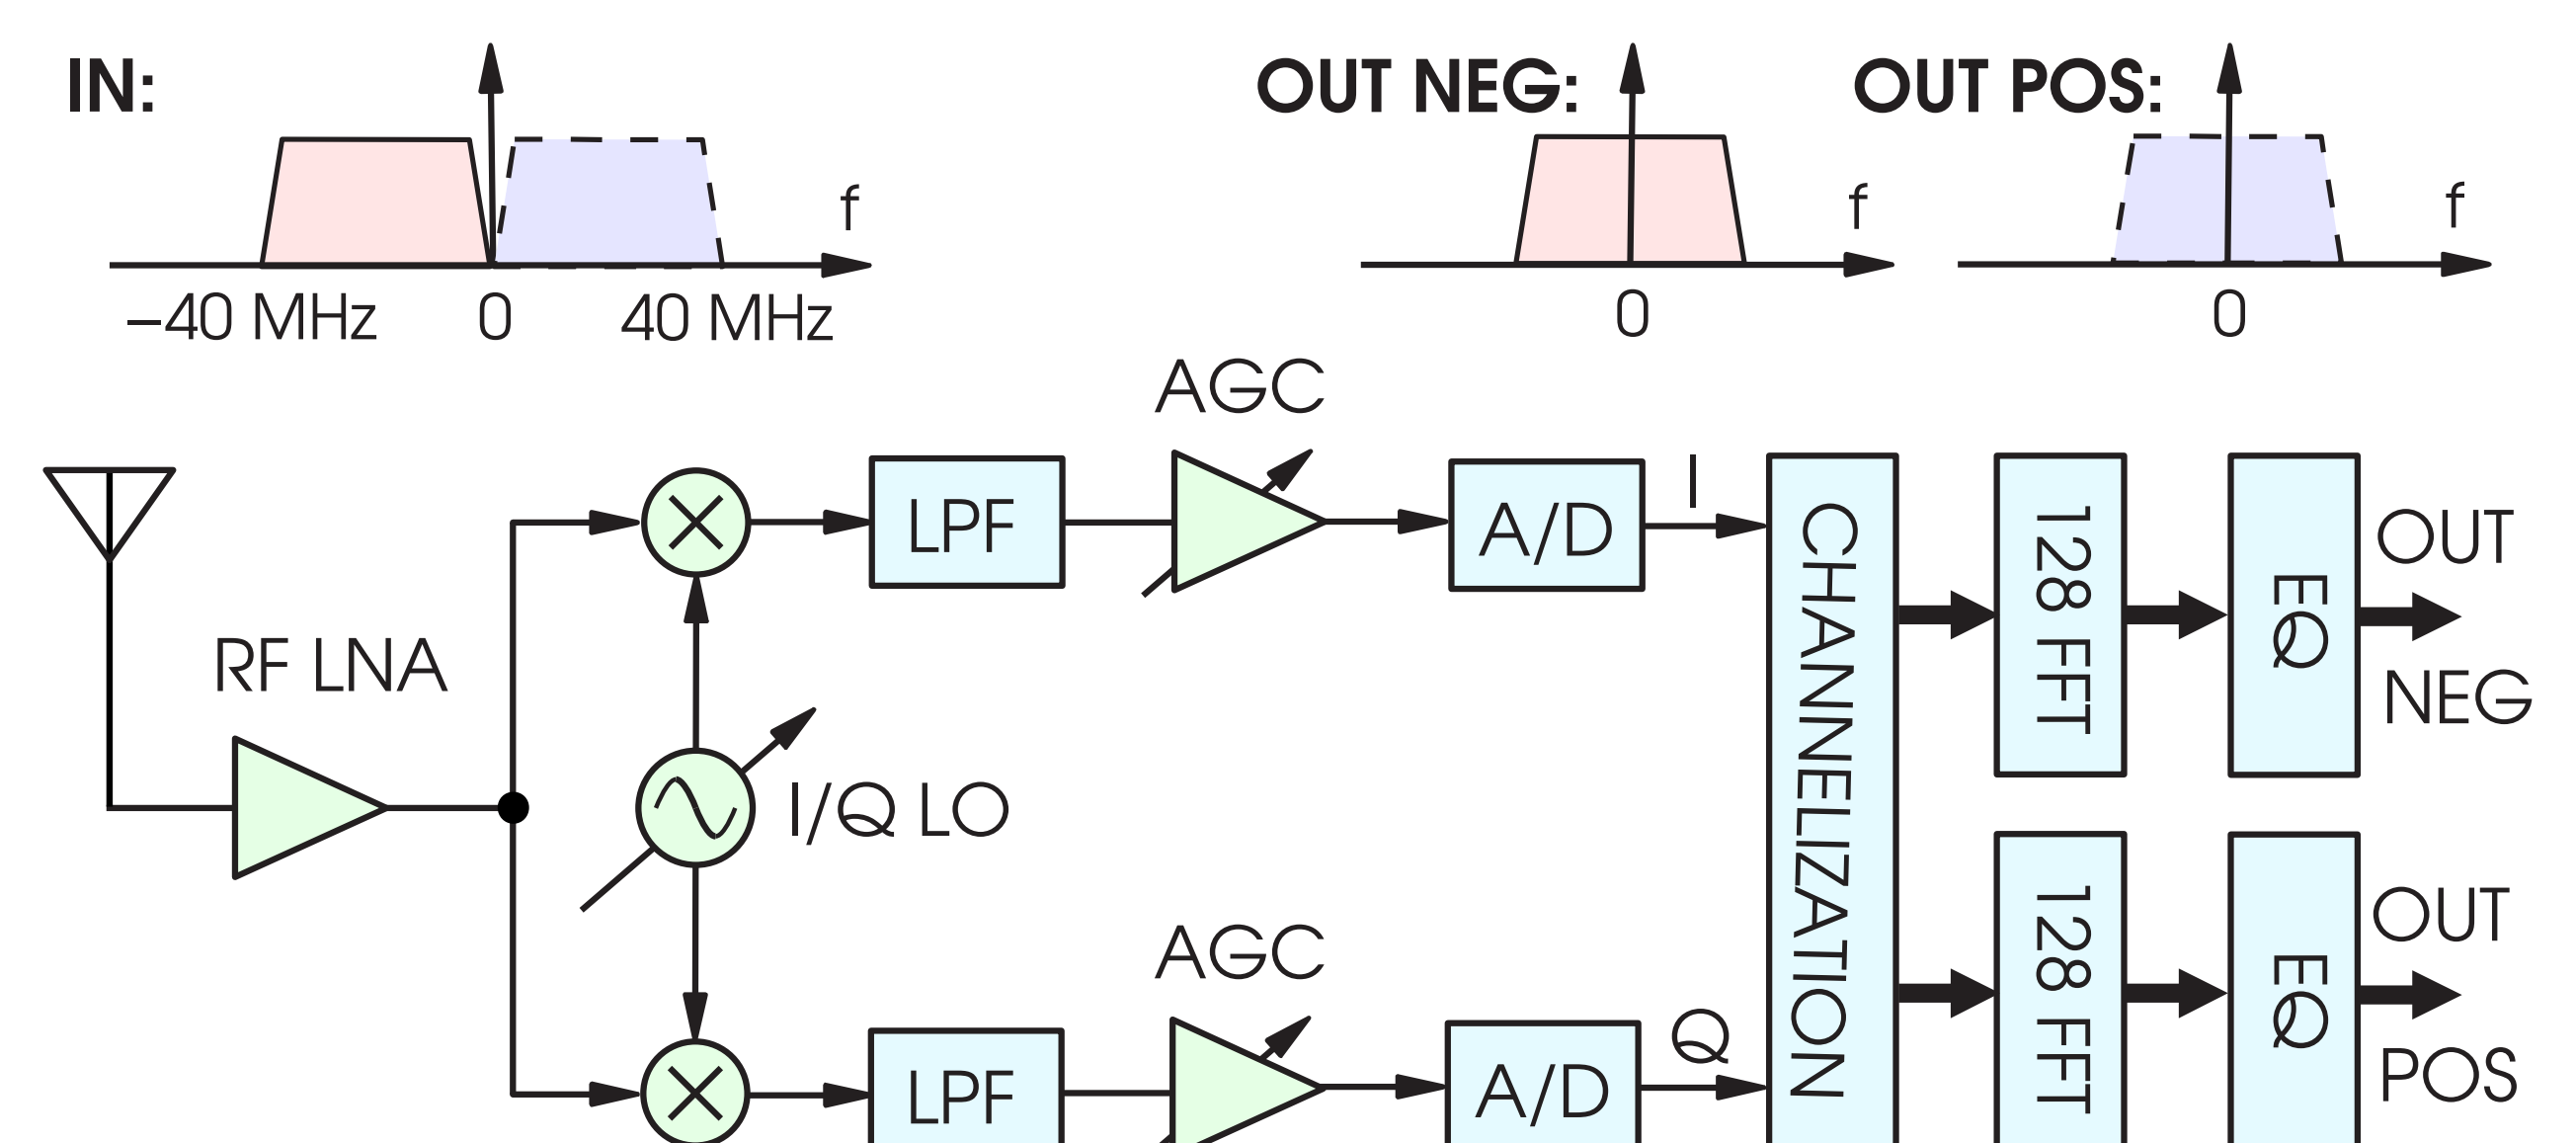 IN:
OUT NEG:
OUT POS:
f
f
f
−40 MHz
0
40 MHz
0
0
AGC
LPF
A/D
I
CHANNELIZATION
128 FFT
EQ
OUT
NEG
RF LNA
I/Q LO
AGC
LPF
A/D
Q
128 FFT
EQ
OUT
POS